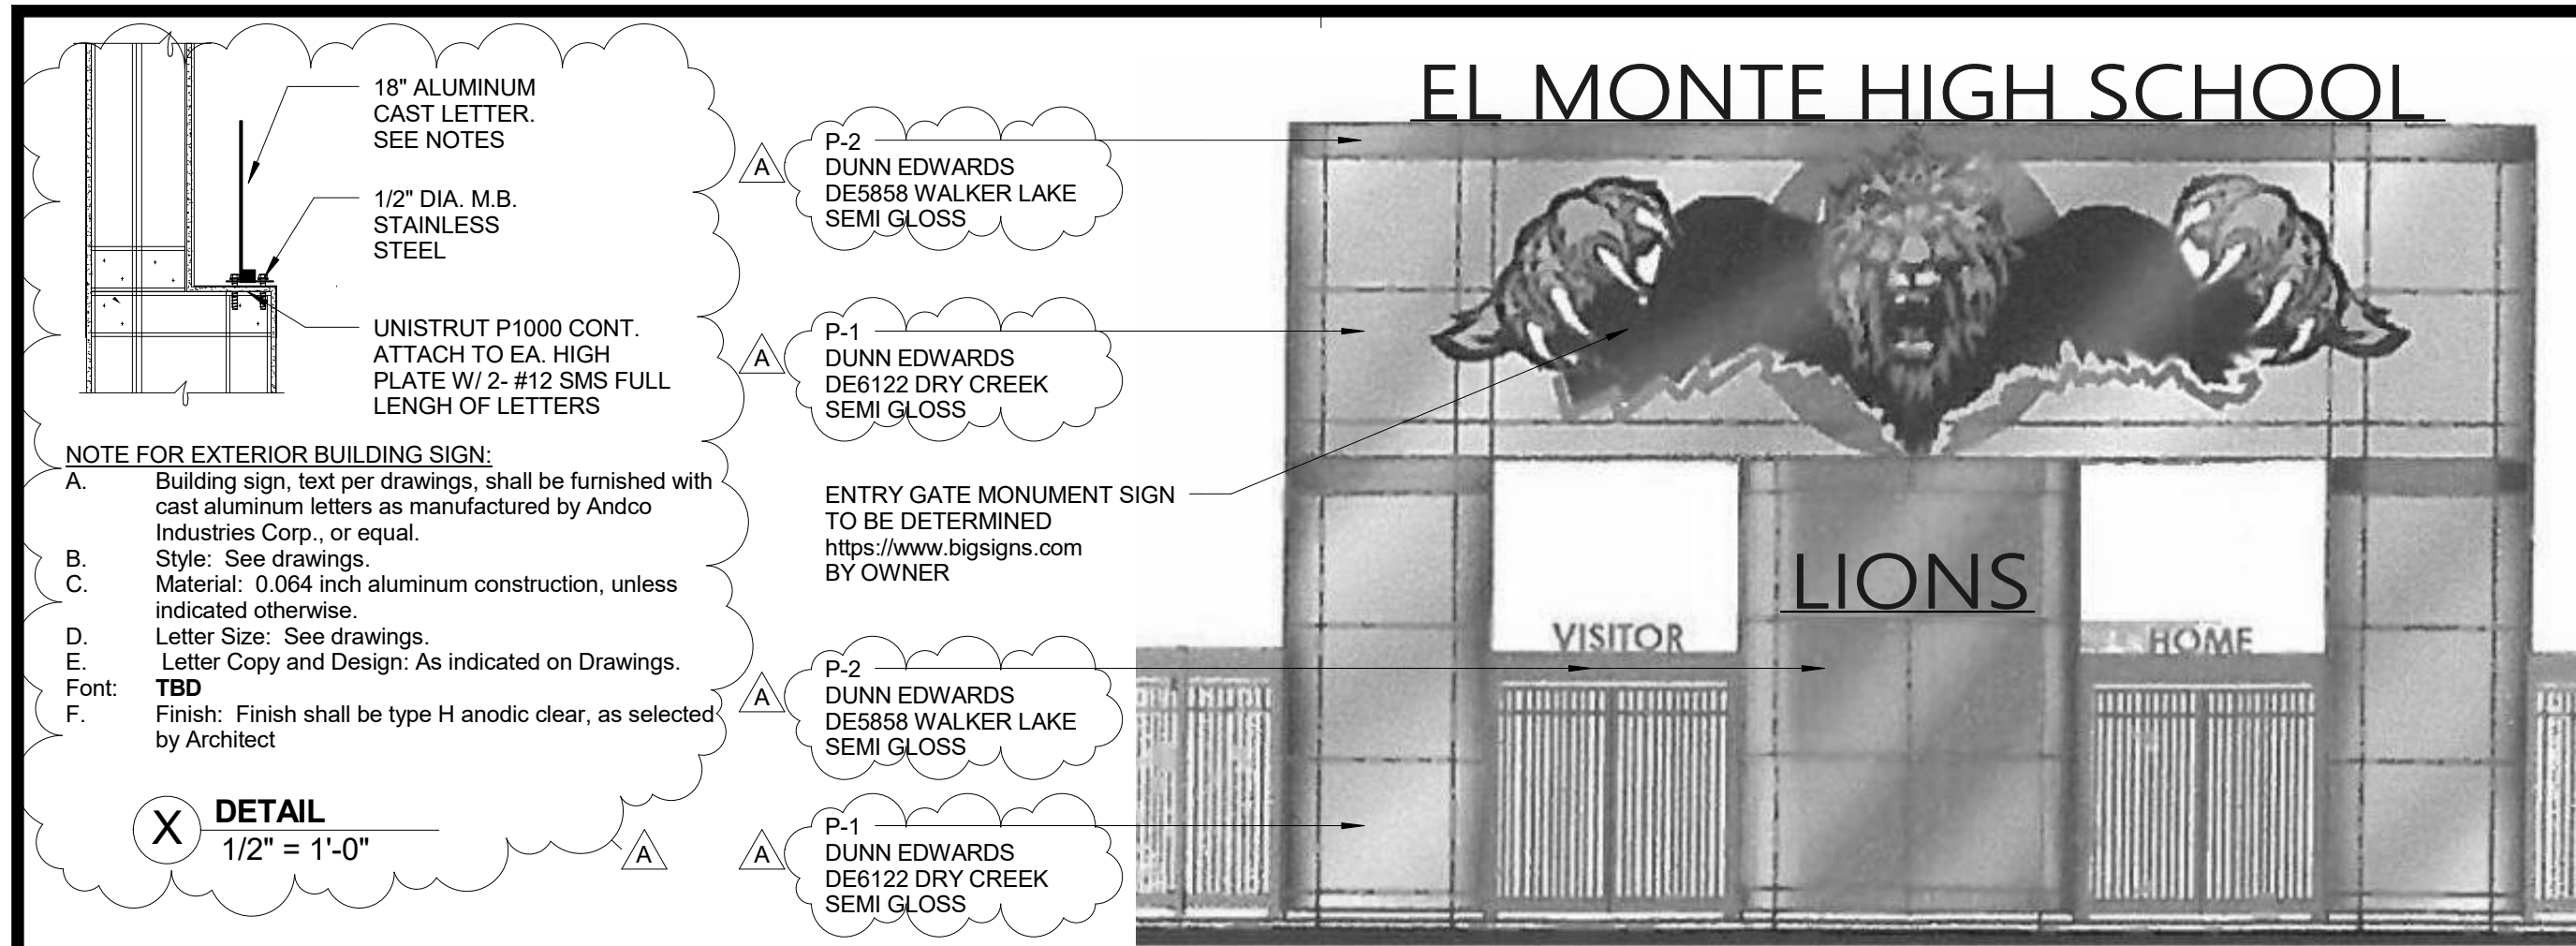 18" ALUMINUM
CAST LETTER.
SEE NOTES
1/2" DIA. M.B.
STAINLESS
STEEL
UNISTRUT P1000 CONT.
ATTACH TO EA. HIGH
PLATE W/ 2- #12 SMS FULL
LENGH OF LETTERS
NOTE FOR EXTERIOR BUILDING SIGN:
A. Building sign, text per drawings, shall be furnished with
cast aluminum letters as manufactured by Andco
Industries Corp., or equal.
B. Style: See drawings.
C. Material: 0.064 inch aluminum construction, unless
indicated otherwise.
D. Letter Size: See drawings.
E. Letter Copy and Design: As indicated on Drawings.
Font: TBD
F. Finish: Finish shall be type H anodic clear, as selected
by Architect
X DETAIL
1/2" = 1'-0"
A
A
P-2
DUNN EDWARDS
DE5858 WALKER LAKE
SEMI GLOSS
A
P-1
DUNN EDWARDS
DE6122 DRY CREEK
SEMI GLOSS
ENTRY GATE MONUMENT SIGN
TO BE DETERMINED
https://www.bigsigns.com
BY OWNER
A
P-2
DUNN EDWARDS
DE5858 WALKER LAKE
SEMI GLOSS
A
P-1
DUNN EDWARDS
DE6122 DRY CREEK
SEMI GLOSS
EL MONTE HIGH SCHOOL
LIONS
VISITOR
HOME